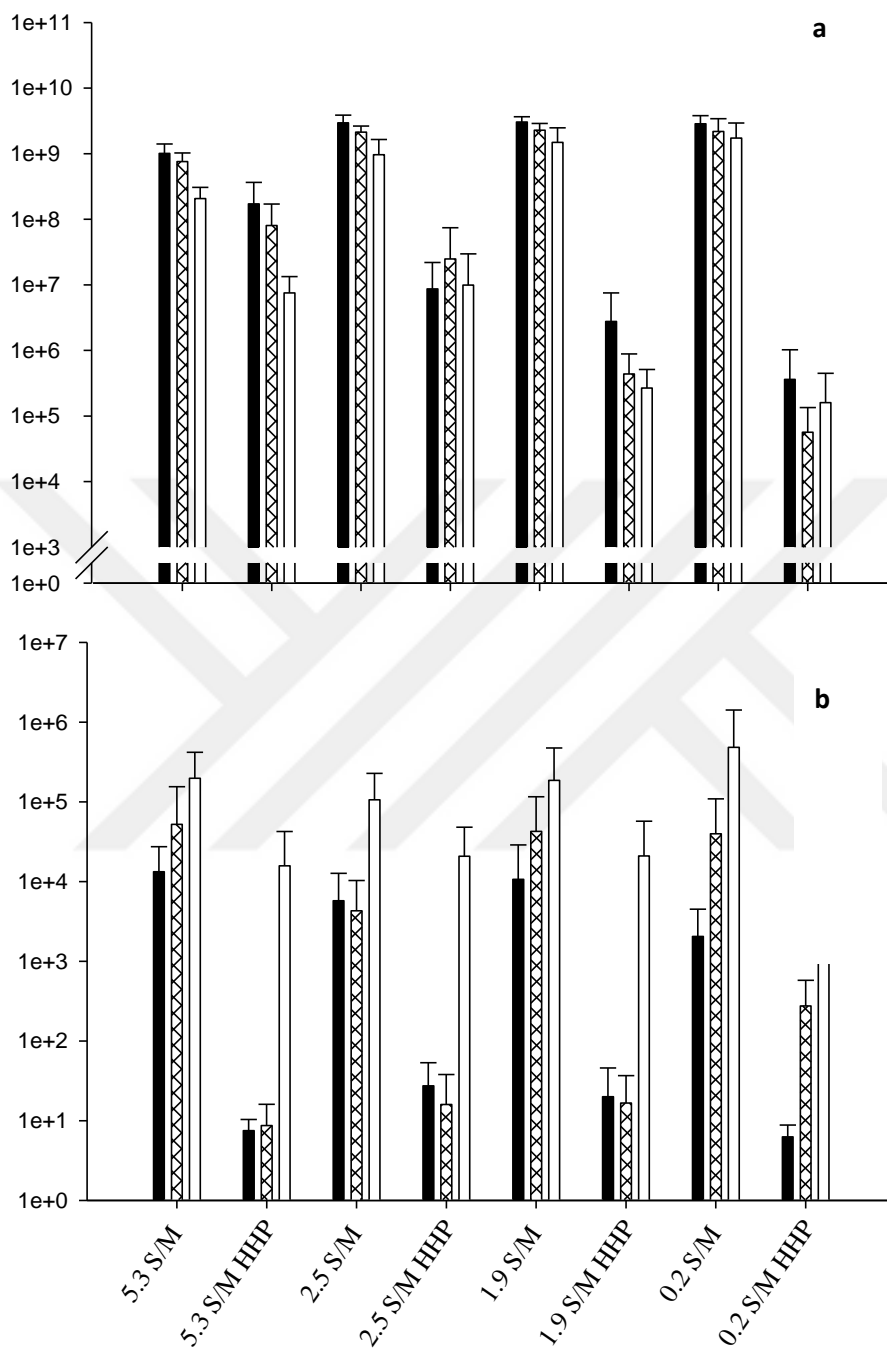 a
1e+11
1e+10
1e+9
1e+8
1e+7
1e+6
1e+5
1e+4
1e+3
1e+0
b
1e+7
1e+6
1e+5
1e+4
1e+3
1e+2
1e+1
1e+0
5.3 S/M
5.3 S/M HHP
2.5 S/M
2.5 S/M HHP
1.9 S/M
1.9 S/M HHP
0.2 S/M
0.2 S/M HHP